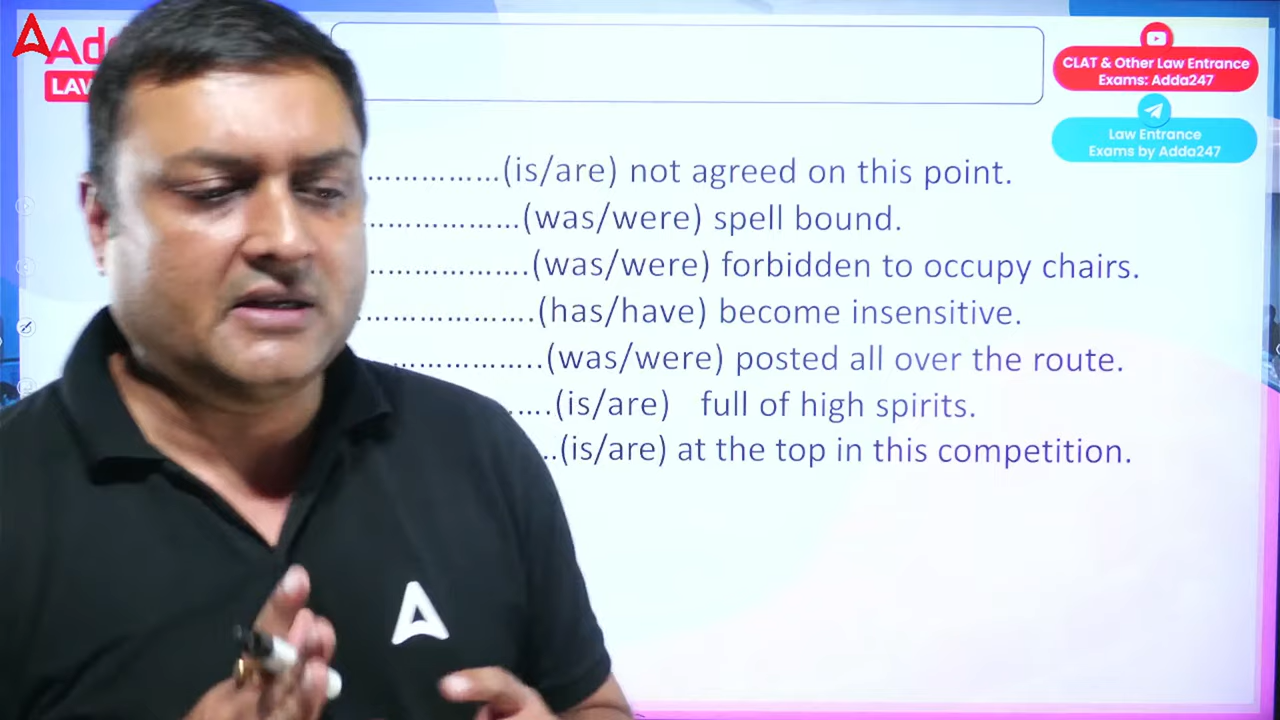 Ad
LAW
CLAT & Other Law Entrance
Exams: Adda247
Law Entrance
Exams by Adda247
……………(is/are) not agreed on this point.
………………(was/were) spell bound.
……………….(was/were) forbidden to occupy chairs.
………………….(has/have) become insensitive.
……………..(was/were) posted all over the route.
…..(is/are) full of high spirits.
..(is/are) at the top in this competition.